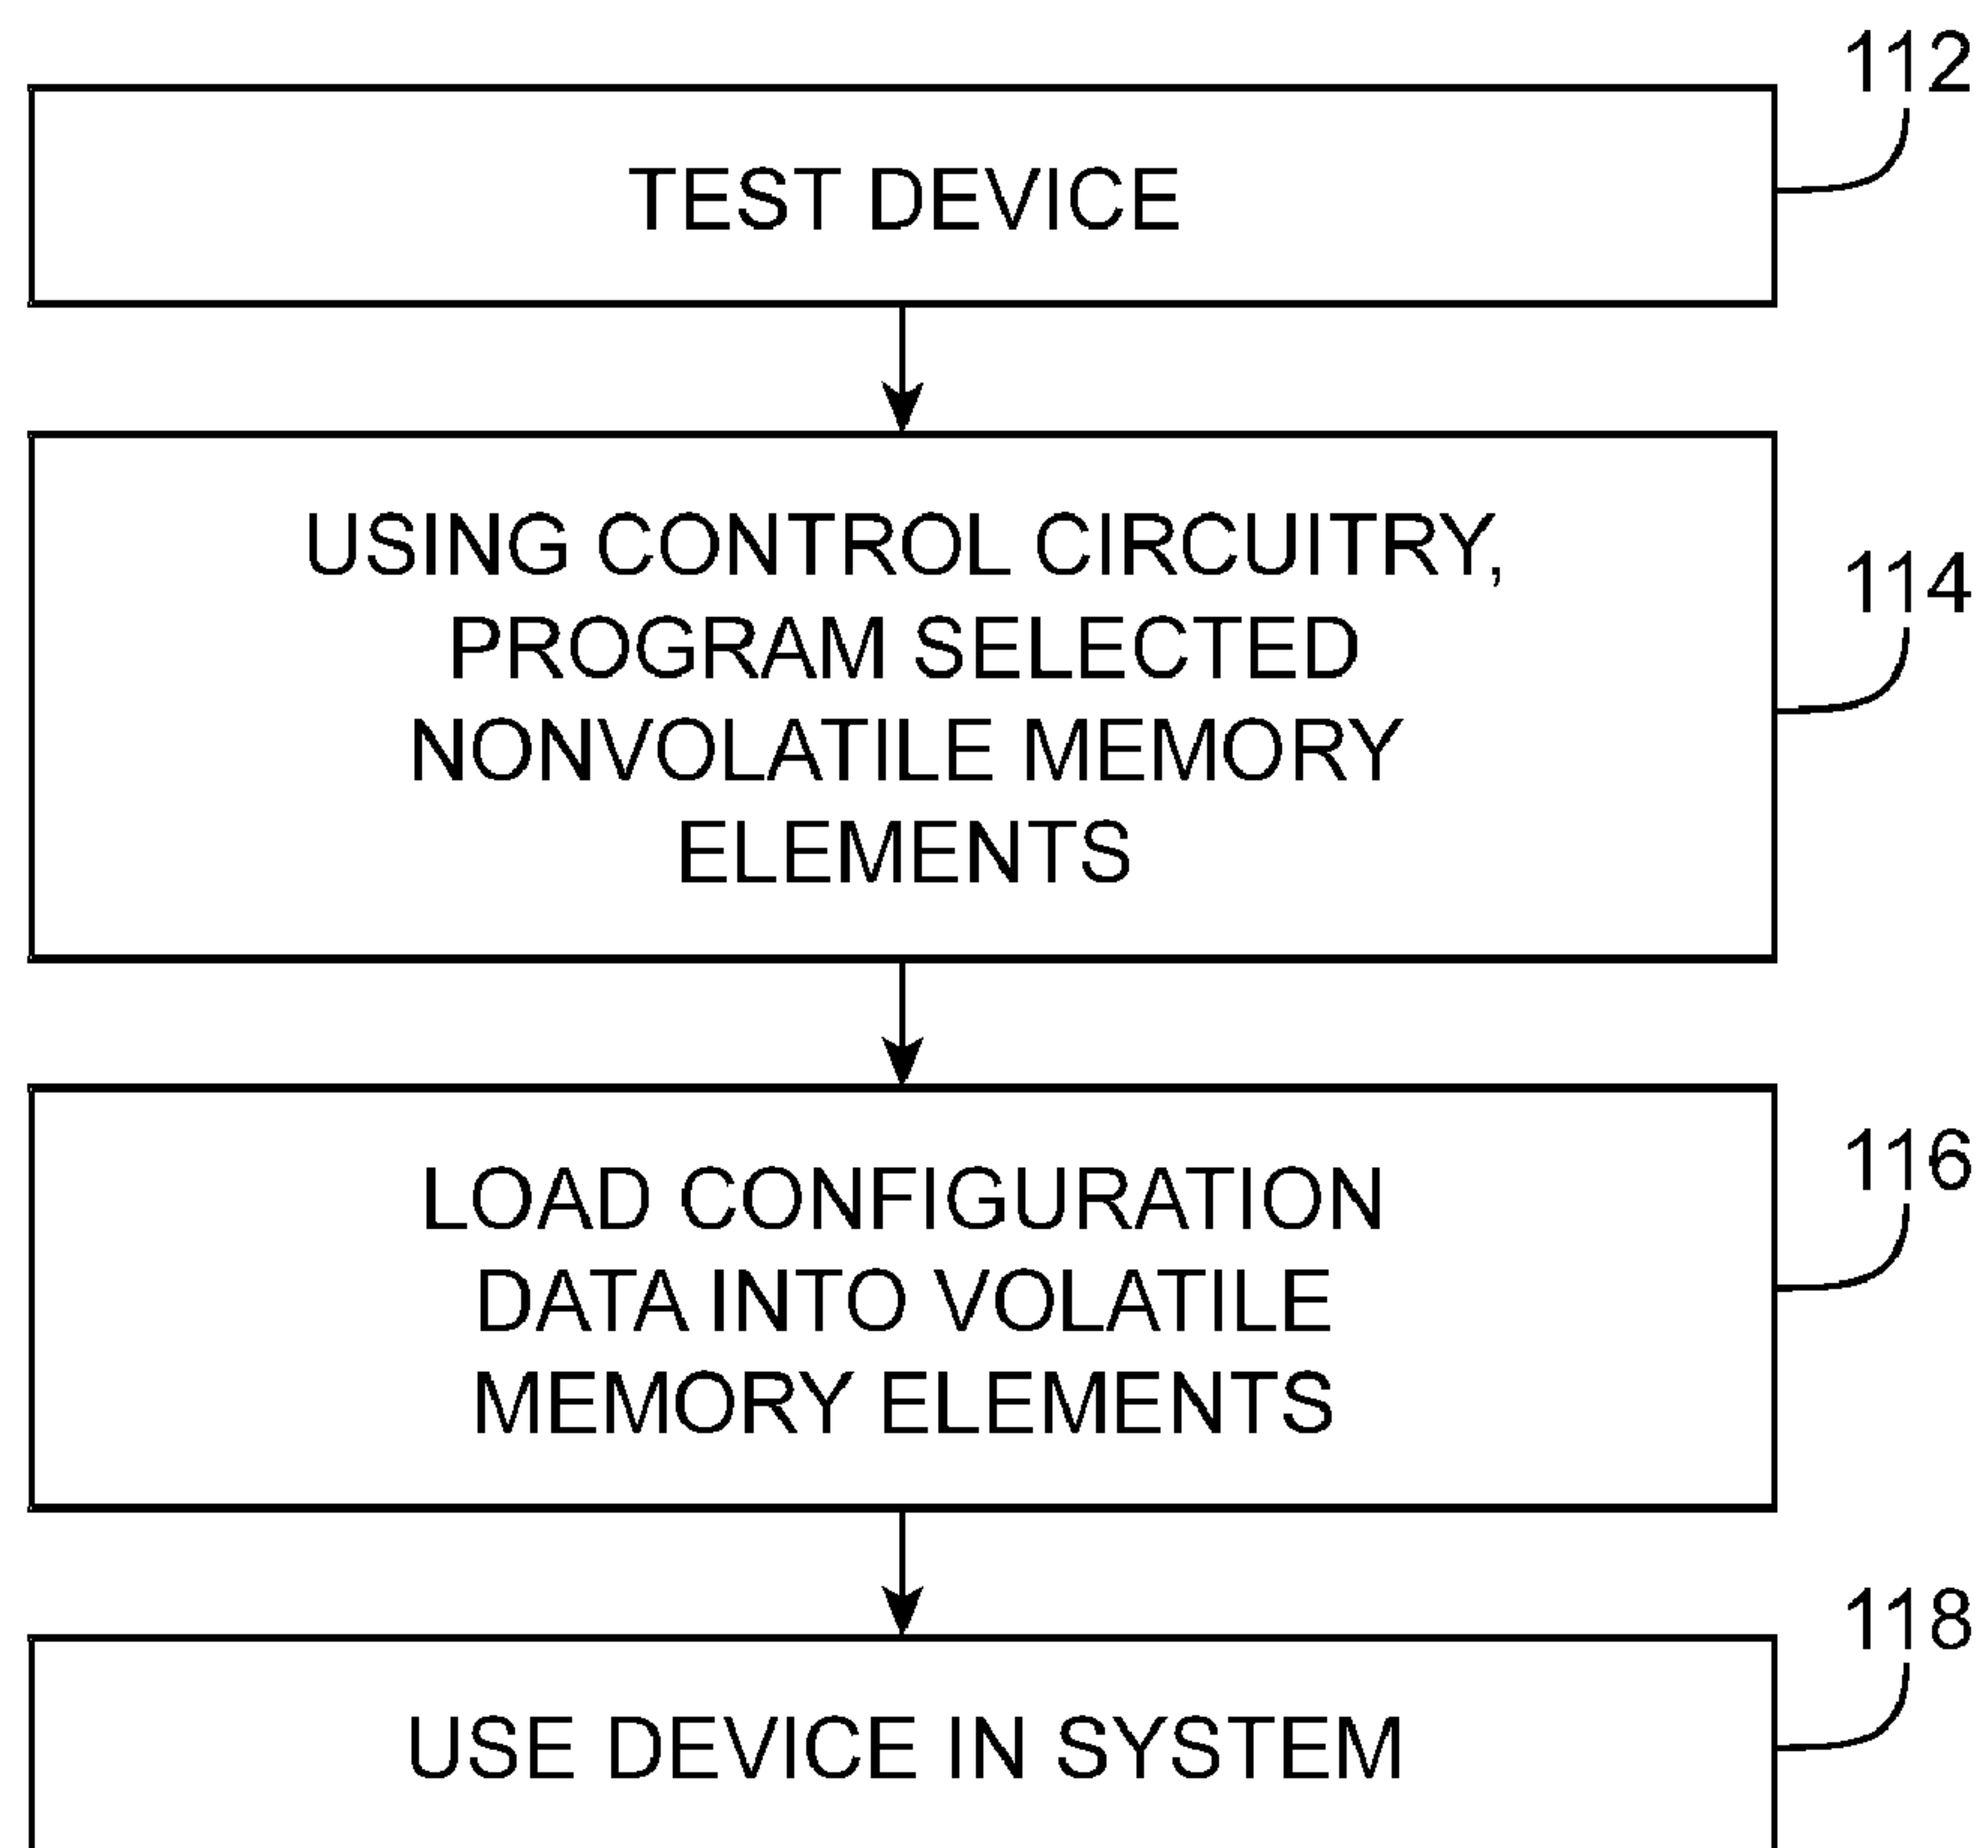 112
TEST DEVICE
USING CONTROL CIRCUITRY,
PROGRAM SELECTED
NONVOLATILE MEMORY
ELEMENTS
114
LOAD CONFIGURATION
DATA INTO VOLATILE
MEMORY ELEMENTS
116
118
USE DEVICE IN SYSTEM